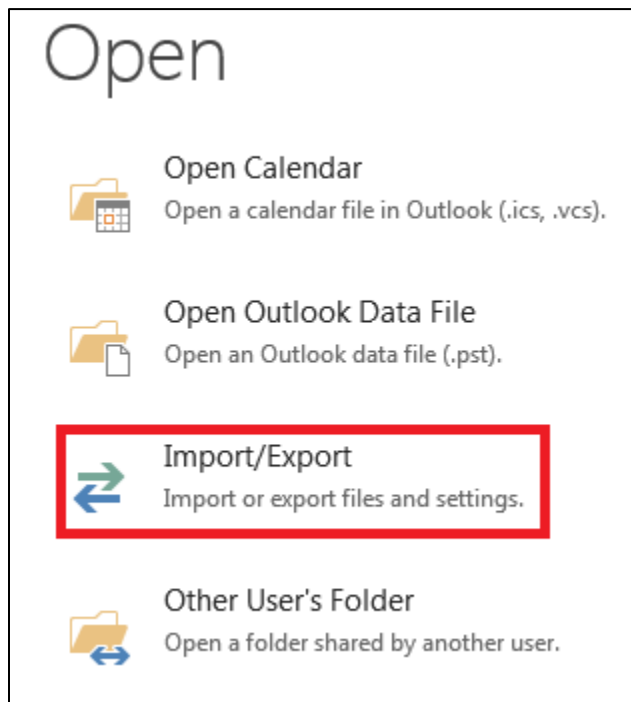 Open
Open Calendar
Open a calendar file in Outlook (.ics, .vcs).
Open Outlook Data File
Open an Outlook data file (.pst).
Import/Export
Import or export files and settings.
Other User's Folder
Open a folder shared by another user.